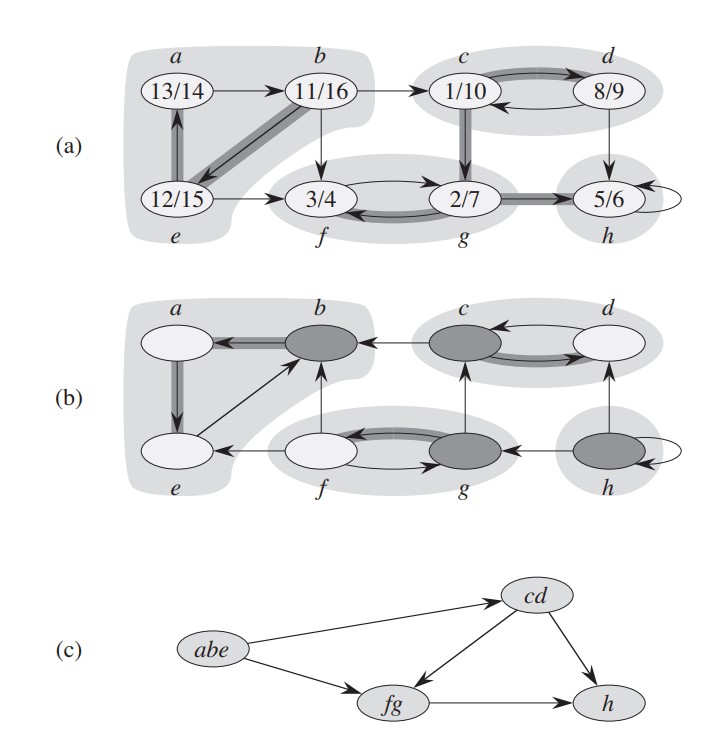 a b c d
(a) 13/14 11/16 1/10 8/9
12/15 3/4 2/7 5/6
e f g h
a b c d
(b)
e f g h
cd
(c) abe
fg h